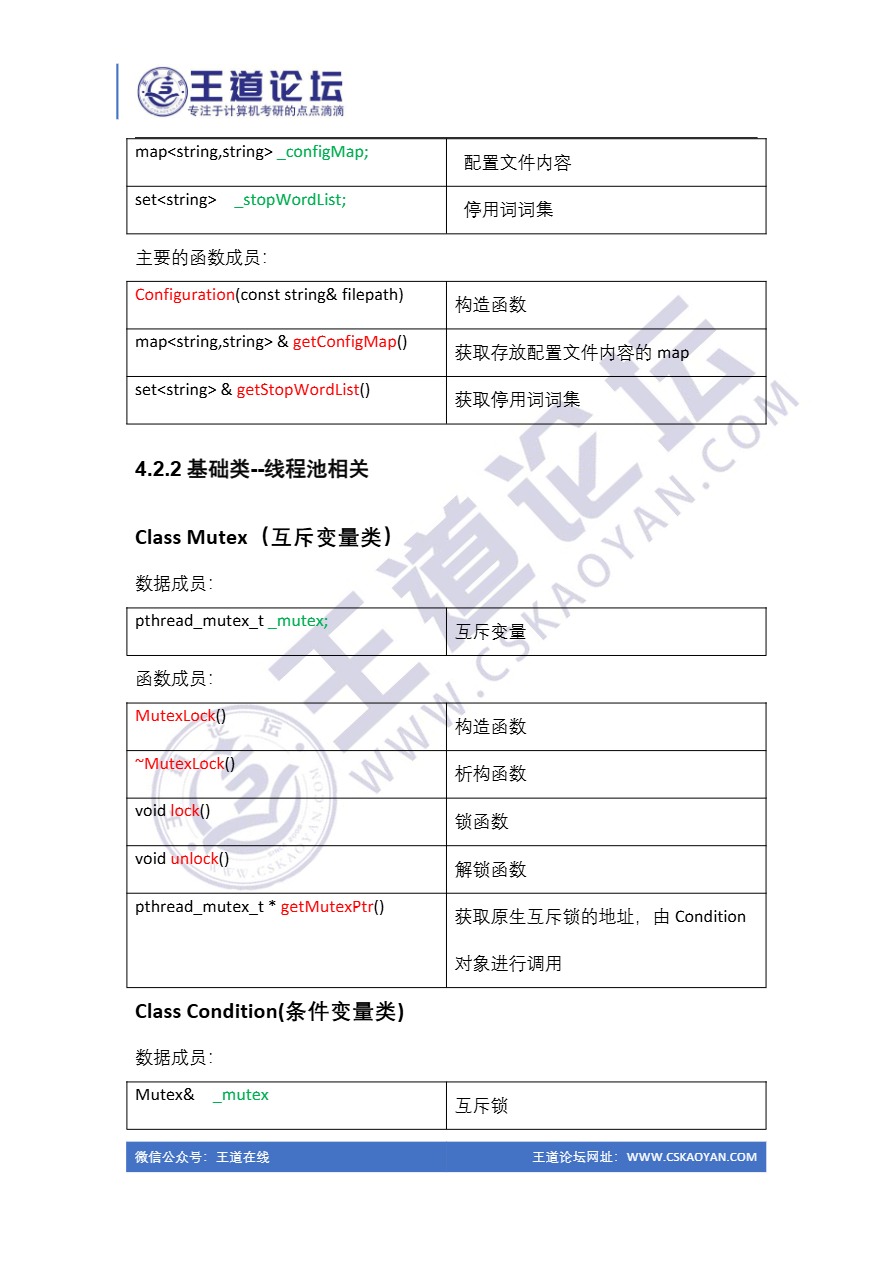 王道论坛
专注于计算机考研的点点滴滴
map<string,string> _configMap;
配置文件内容
set<string> _stopWordList;
停用词词集
主要的函数成员：
Configuration(const string& filepath)
构造函数
map<string,string> & getConfigMap()
获取存放配置文件内容的 map
set<string> & getStopWordList()
获取停用词词集
4.2.2 基础类--线程池相关
Class Mutex（互斥变量类）
数据成员：
pthread_mutex_t _mutex;
互斥变量
函数成员：
MutexLock()
构造函数
~MutexLock()
析构函数
void lock()
锁函数
void unlock()
解锁函数
pthread_mutex_t * getMutexPtr()
获取原生互斥锁的地址，由 Condition
对象进行调用
Class Condition(条件变量类)
数据成员：
Mutex& _mutex
互斥锁
微信公众号：王道在线
王道论坛网址：WWW.CSKAOYAN.COM
王道论坛
WWW.CSKAOYAN.COM